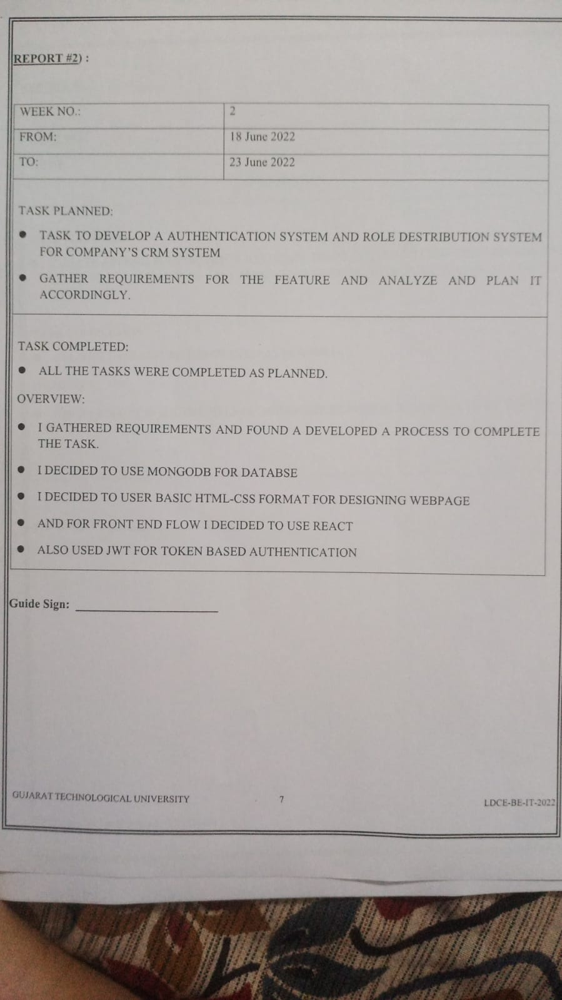 REPORT #2) :
WEEK NO.: 2
FROM: 18 June 2022
TO: 23 June 2022
TASK PLANNED:
● TASK TO DEVELOP A AUTHENTICATION SYSTEM AND ROLE DESTRIBUTION SYSTEM
FOR COMPANY'S CRM SYSTEM
● GATHER REQUIREMENTS FOR THE FEATURE AND ANALYZE AND PLAN IT
ACCORDINGLY.
TASK COMPLETED:
● ALL THE TASKS WERE COMPLETED AS PLANNED.
OVERVIEW:
● I GATHERED REQUIREMENTS AND FOUND A DEVELOPED A PROCESS TO COMPLETE
THE TASK.
● I DECIDED TO USE MONGODB FOR DATABSE
● I DECIDED TO USER BASIC HTML-CSS FORMAT FOR DESIGNING WEBPAGE
● AND FOR FRONT END FLOW I DECIDED TO USE REACT
● ALSO USED JWT FOR TOKEN BASED AUTHENTICATION
Guide Sign:
GUJARAT TECHNOLOGICAL UNIVERSITY 7 LDCE-BE-IT-2022